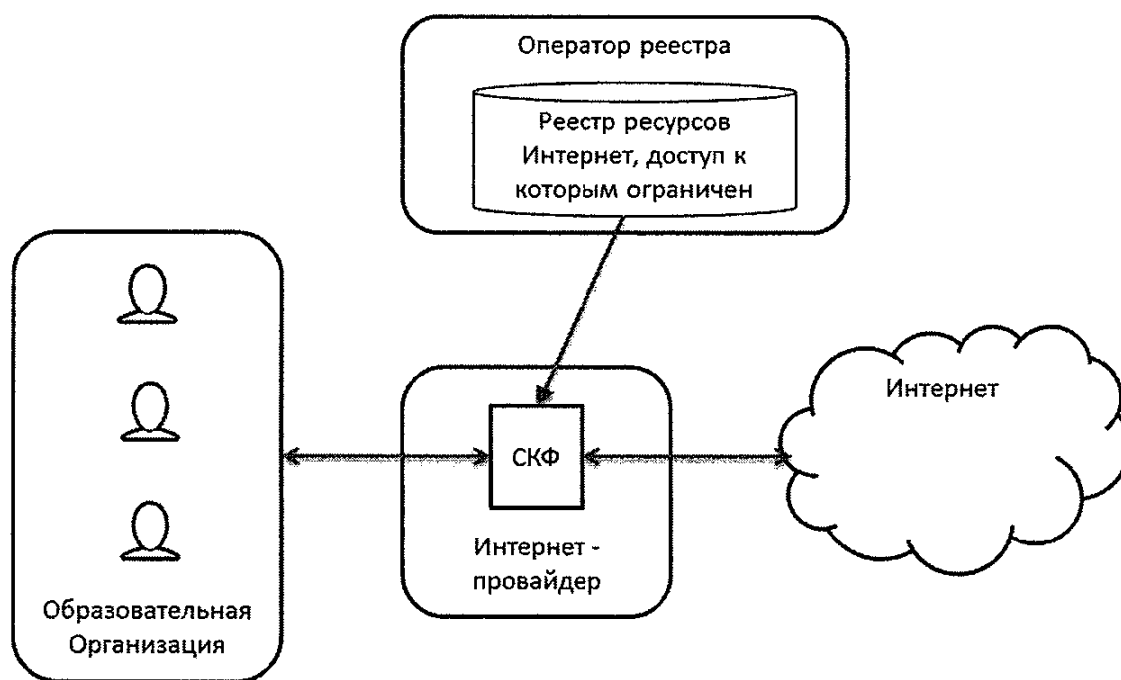 Оператор реестра
Реестр ресурсов
Интернет, доступ к
которым ограничен
Интернет
СКФ
Интернет -
провайдер
Образовательная
Организация